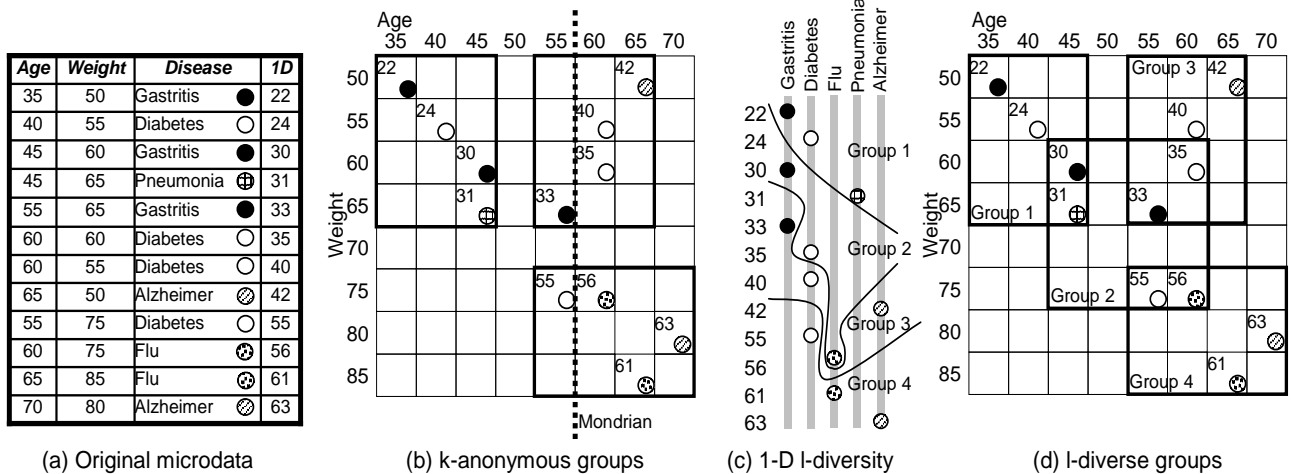 Age Weight Disease 1D
35 50 Gastritis 22
40 55 Diabetes 24
45 60 Gastritis 30
45 65 Pneumonia 31
55 65 Gastritis 33
60 60 Diabetes 35
60 55 Diabetes 40
65 50 Alzheimer 42
55 75 Diabetes 55
60 75 Flu 56
65 85 Flu 61
70 80 Alzheimer 63
(a) Original microdata
Age
35 40 45 50 55 60 65 70
Weight
50
55
60
65
70
75
80
85
22 42
24 40
30 35
31 33
55 56
63
61
Mondrian
(b) k-anonymous groups
Gastritis
Diabetes
Flu
Pneumonia
Alzheimer
22
24
30
31
33
35
40
42
55
56
61
63
Group 1
Group 2
Group 3
Group 4
(c) 1-D l-diversity
Age
35 40 45 50 55 60 65 70
Weight
50
55
60
65
70
75
80
85
22 Group 3 42
24 40
30 35
31 33
Group 1
55 56
Group 2
63
61
Group 4
(d) l-diverse groups